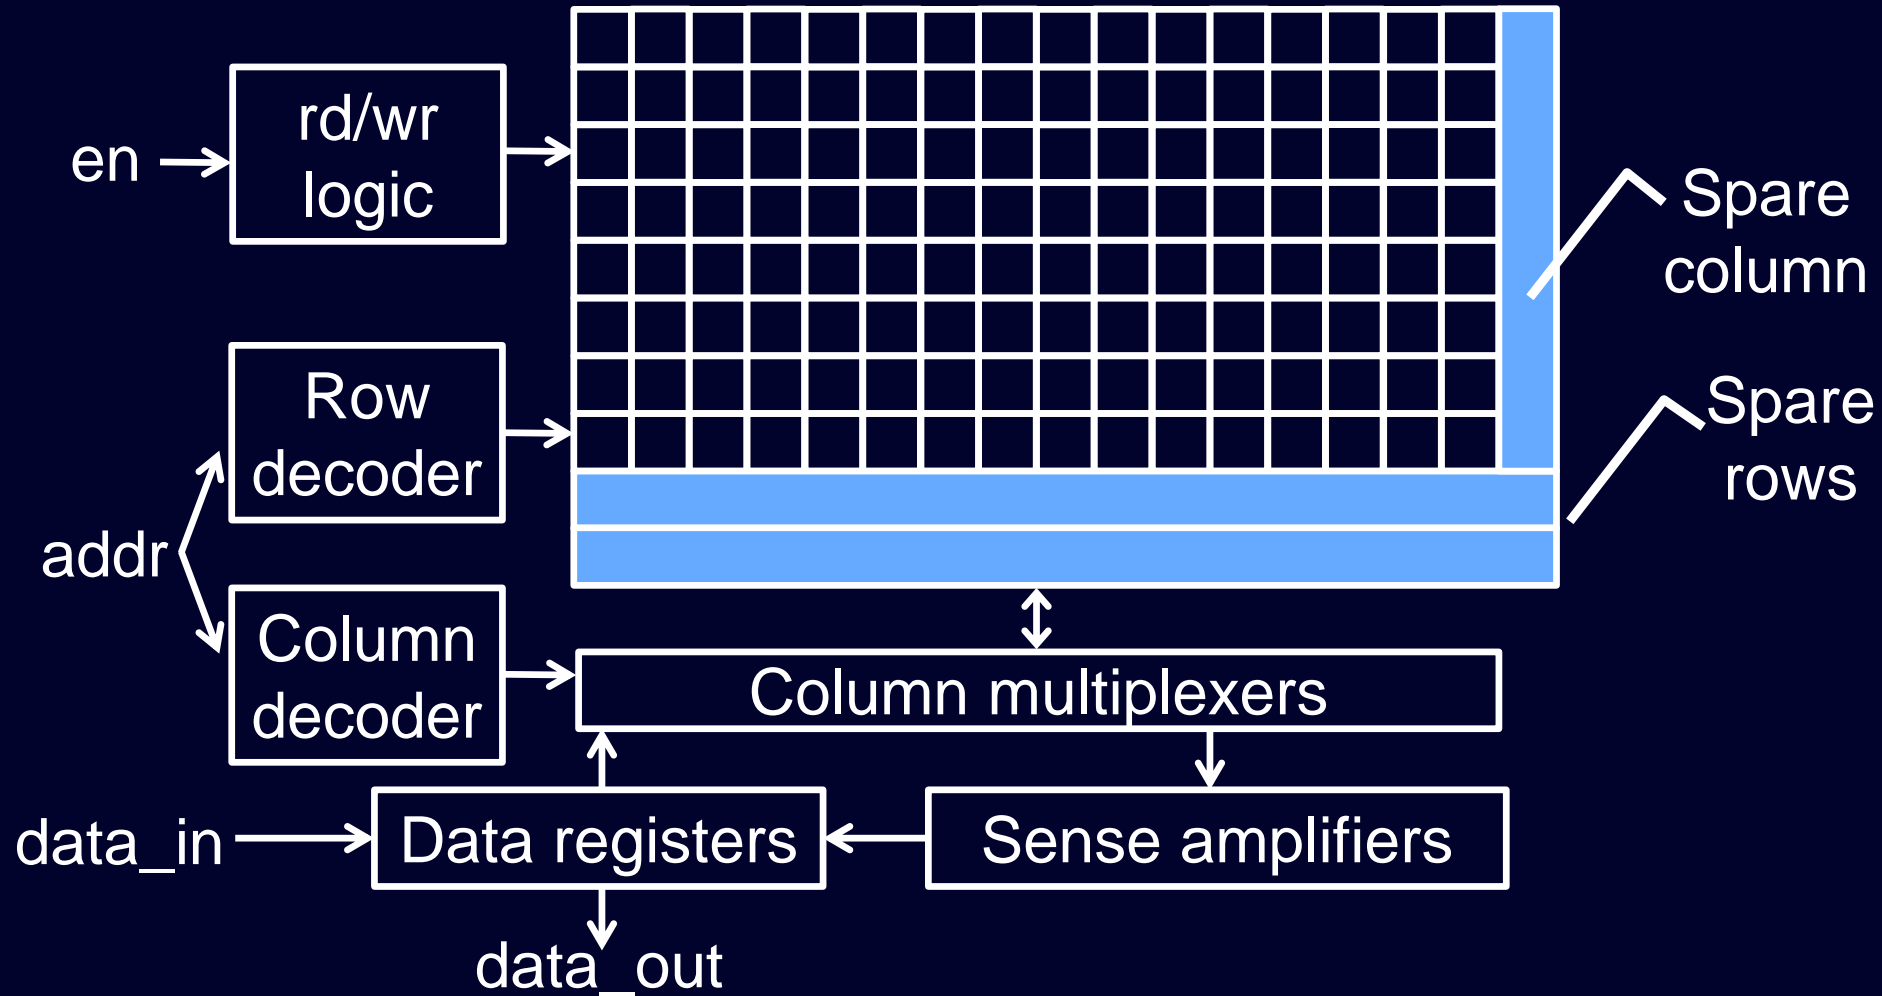 rd/wr
logic
en
Spare
column
Row
decoder
Spare
rows
addr
Column
decoder
Column multiplexers
data_in
Data registers
Sense amplifiers
data_out